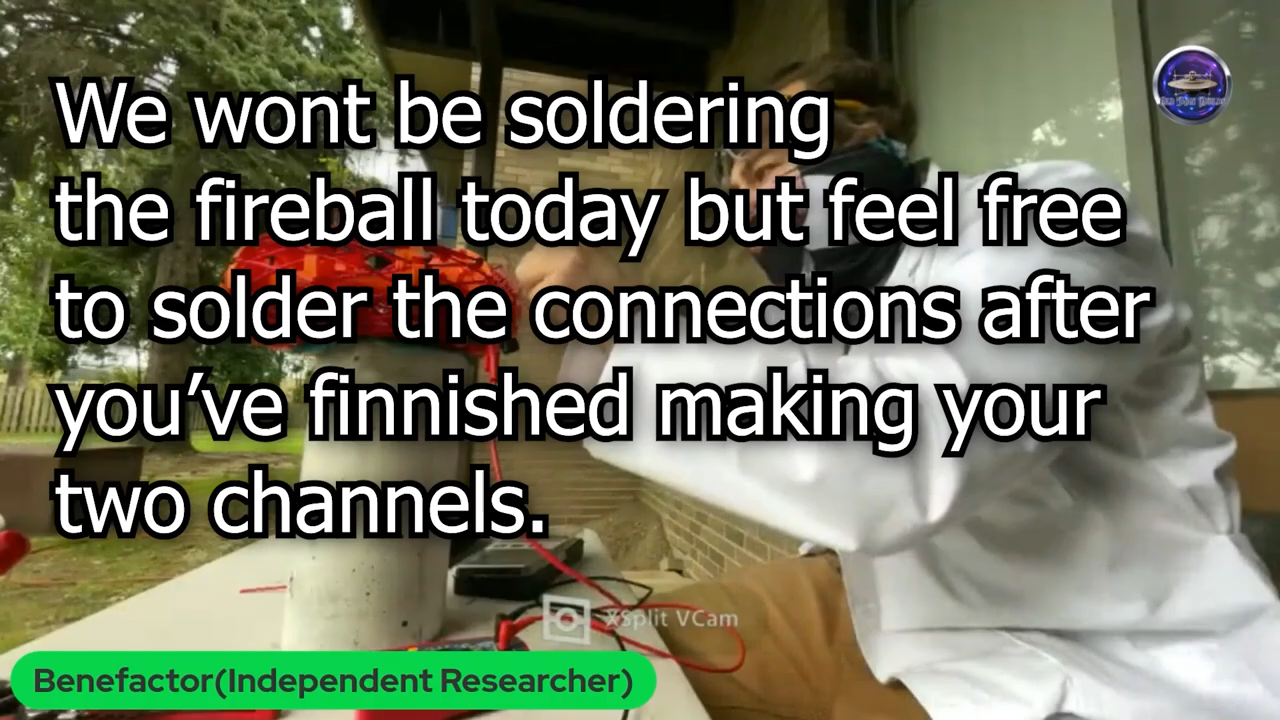 We wont be soldering
the fireball today but feel free
to solder the connections after
you’ve finnished making your
two channels.
XSplit VCam
Benefactor(Independent Researcher)